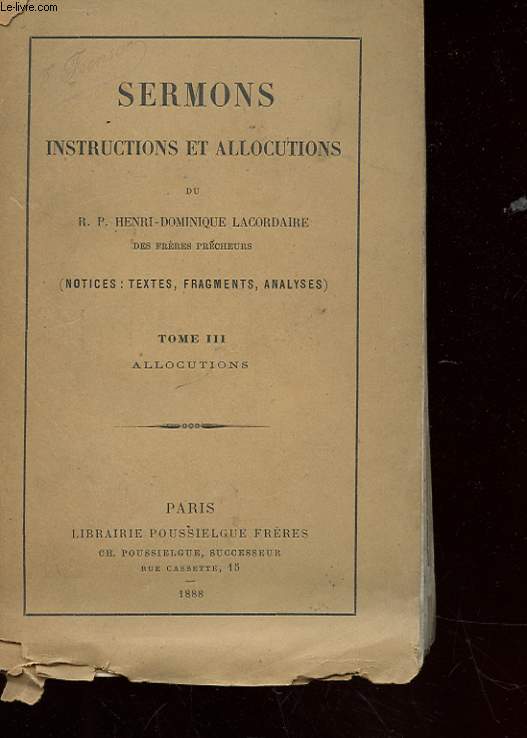 Le-livre.com
SERMONS
INSTRUCTIONS ET ALLOCUTIONS
DU
R. P. HENRI-DOMINIQUE LACORDAIRE
DES FRÈRES PRÊCHEURS
(NOTICES : TEXTES, FRAGMENTS, ANALYSES)
TOME III
ALLOCUTIONS
PARIS
LIBRAIRIE POUSSIELGUE FRÈRES
CH. POUSSIELGUE, SUCCESSEUR
RUE CASSETTE, 15
1888